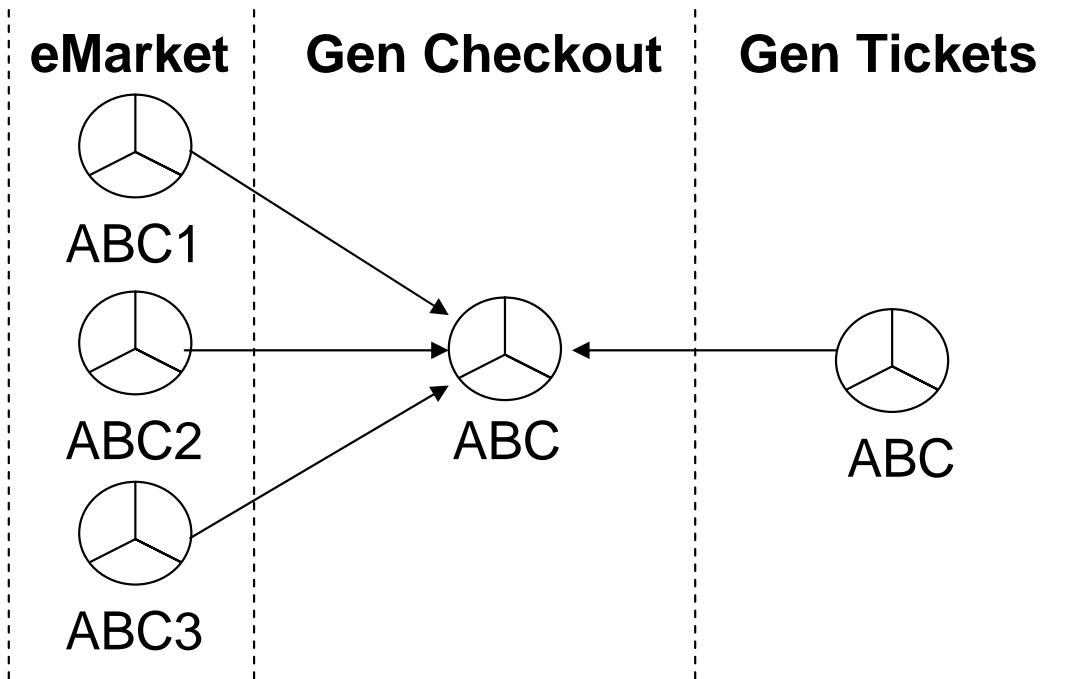 eMarket
Gen Checkout
Gen Tickets
ABC1
ABC2
ABC3
ABC
ABC